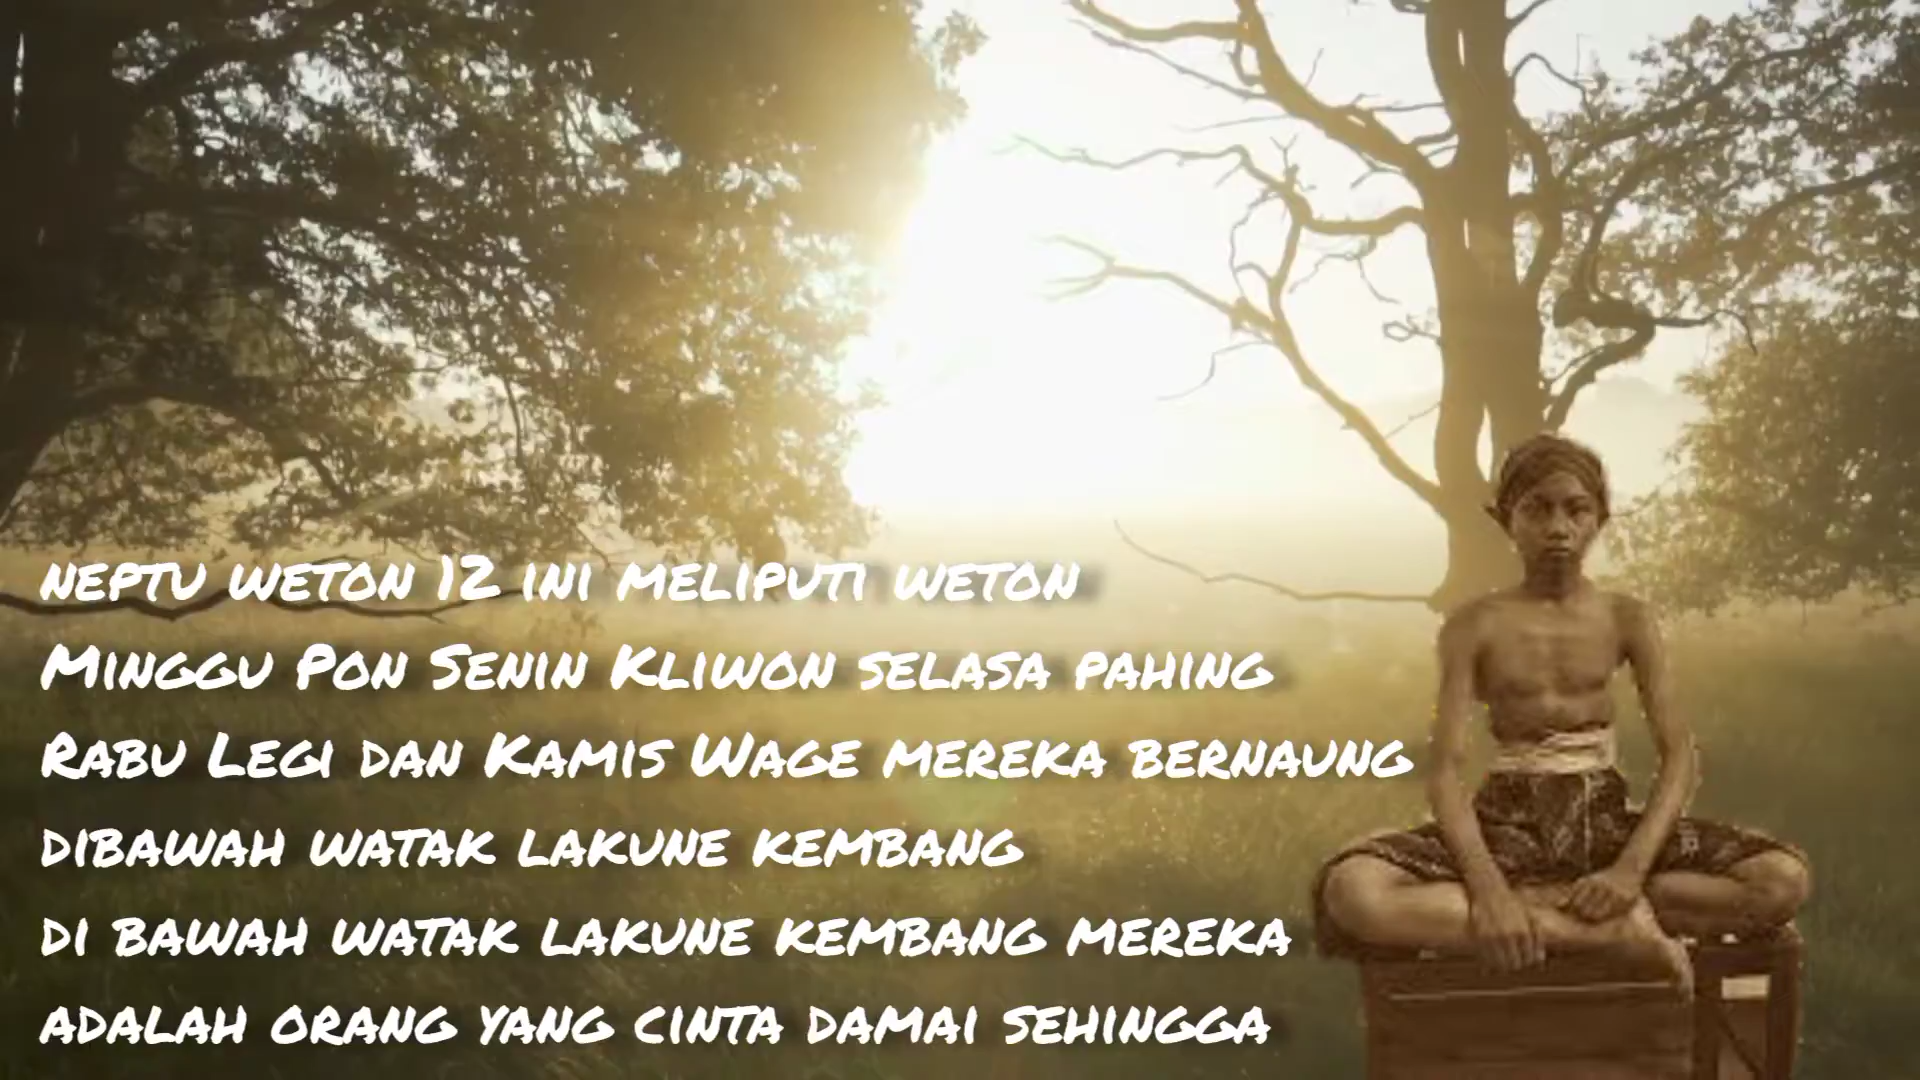 neptu weton 12 ini meliputi weton
Minggu Pon Senin Kliwon selasa pahing
Rabu Legi dan Kamis Wage mereka bernaung
dibawah watak lakune kembang
di bawah watak lakune kembang mereka
adalah orang yang cinta damai sehingga